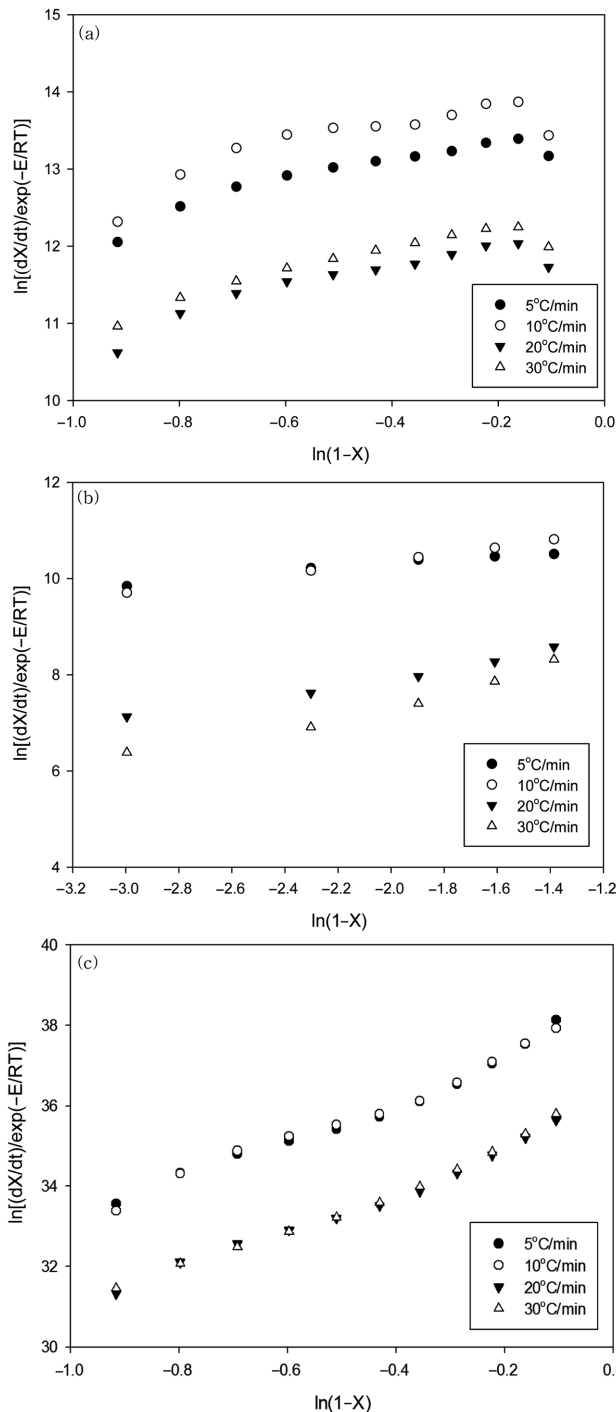 (a)
15
14
13
12
11
10
ln[(dX/dt)/exp(−E/RT)]
5°C/min
10°C/min
20°C/min
30°C/min
−1.0 −0.8 −0.6 −0.4 −0.2 0.0
ln(1−X)
(b)
12
10
8
6
4
ln[(dX/dt)/exp(−E/RT)]
5°C/min
10°C/min
20°C/min
30°C/min
−3.2 −3.0 −2.8 −2.6 −2.4 −2.2 −2.0 −1.8 −1.6 −1.4 −1.2
ln(1−X)
(c)
40
38
36
34
32
30
ln[(dX/dt)/exp(−E/RT)]
5°C/min
10°C/min
20°C/min
30°C/min
−1.0 −0.8 −0.6 −0.4 −0.2 0.
ln(1−X)